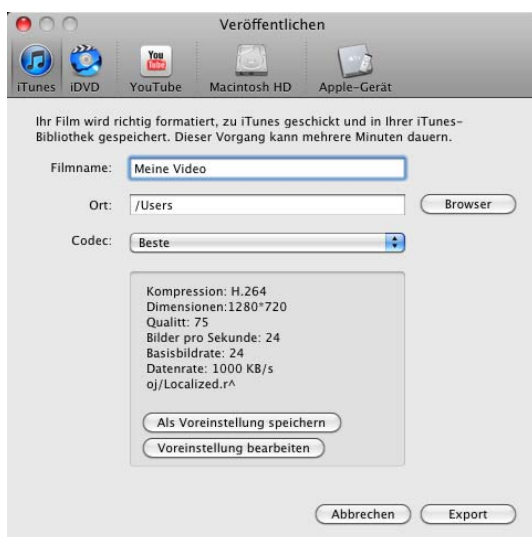 Veröffentlichen
You Tube
iTunes iDVD YouTube Macintosh HD Apple-Gerät
Ihr Film wird richtig formatiert, zu iTunes geschickt und in Ihrer iTunes-
Bibliothek gespeichert. Dieser Vorgang kann mehrere Minuten dauern.
Filmname: Meine Video
Ort: /Users Browser
Codec: Beste
Kompression: H.264
Dimensionen:1280*720
Qualitt: 75
Bilder pro Sekunde: 24
Basisbildrate: 24
Datenrate: 1000 KB/s
oj/Localized.r^
Als Voreinstellung speichern
Voreinstellung bearbeiten
Abbrechen Export